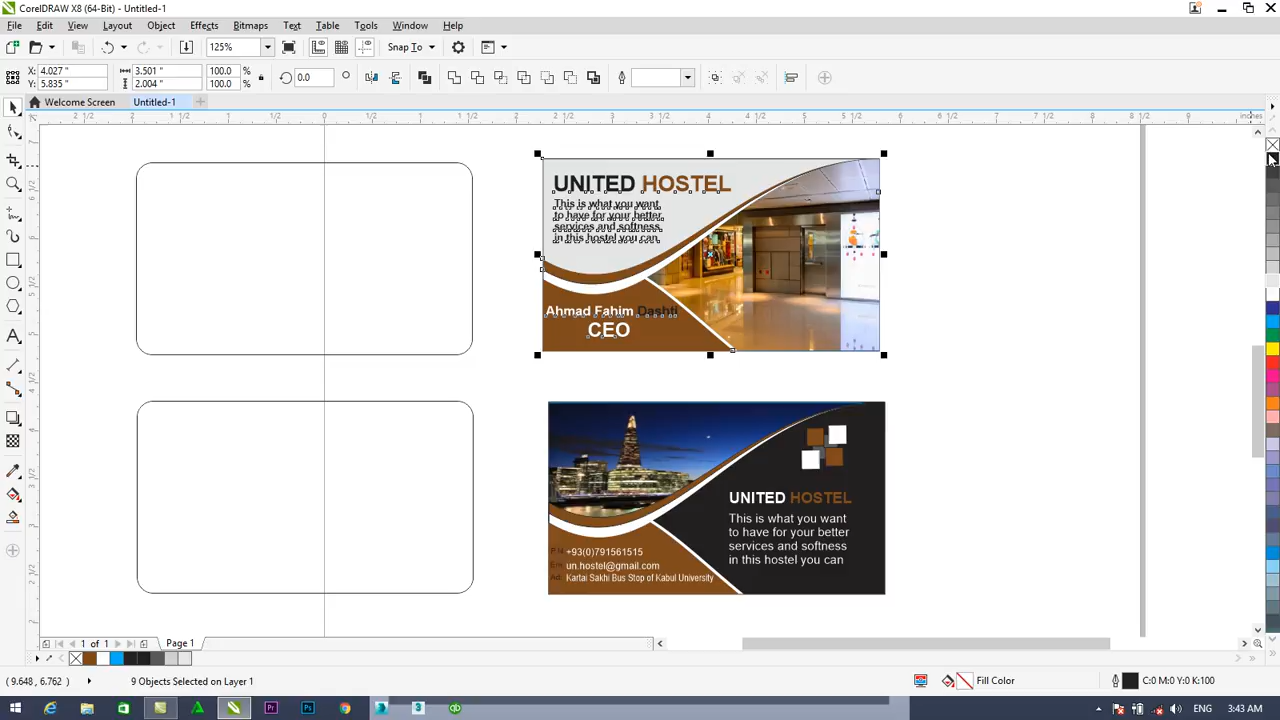 CorelDRAW X8 (64-Bit) - Untitled-1
File Edit View Layout Object Effects Bitmaps Text Table Tools Window Help
125% Snap To
X: 4.027 " 3.501 " 100.0 % 0.0
Y: 5.835 " 2.004 " 100.0 %
Welcome Screen Untitled-1
inches
UNITED HOSTEL
This is what you want
to have for your better
services and softness
in this hostel you can
Ahmad Fahim Dashti
CEO
UNITED HOSTEL
This is what you want
to have for your better
services and softness
in this hostel you can
+93(0)791561515
un.hostel@gmail.com
Kartai Sakhi Bus Stop of Kabul University
1 of 1 Page 1
( 9.648 , 6.762 ) 9 Objects Selected on Layer 1 Fill Color C:0 M:0 Y:0 K:100
ENG 3:43 AM